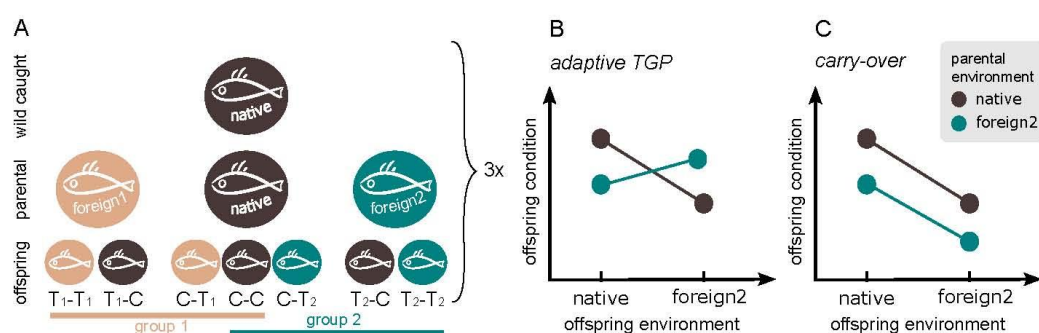 A
wild caught
parental
offspring
native
foreign1
native
foreign2
T1-T1 T1-C C-T1 C-C C-T2 T2-C T2-T2
group 1
group 2
3x
B
adaptive TGP
offspring condition
native foreign2
offspring environment
C
carry-over
parental
environment
native
foreign2
offspring condition
native foreign2
offspring environment